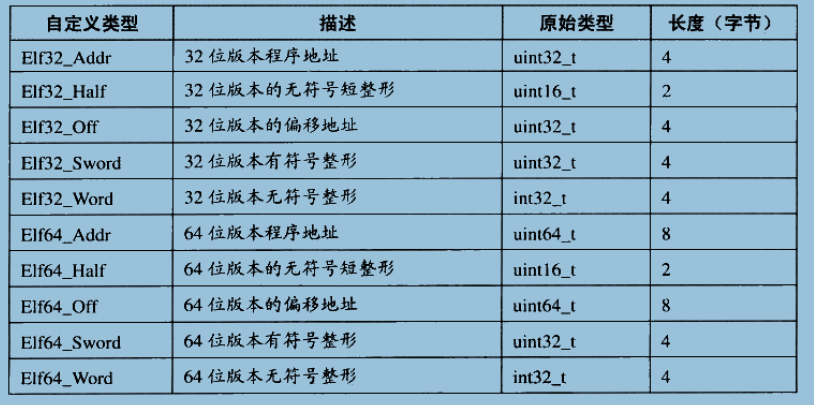 自定义类型 描述 原始类型 长度（字节）
Elf32_Addr 32 位版本程序地址 uint32_t 4
Elf32_Half 32 位版本的无符号短整形 uint16_t 2
Elf32_Off 32 位版本的偏移地址 uint32_t 4
Elf32_Sword 32 位版本有符号整形 uint32_t 4
Elf32_Word 32 位版本无符号整形 int32_t 4
Elf64_Addr 64 位版本程序地址 uint64_t 8
Elf64_Half 64 位版本的无符号短整形 uint16_t 2
Elf64_Off 64 位版本的偏移地址 uint64_t 8
Elf64_Sword 64 位版本有符号整形 uint32_t 4
Elf64_Word 64 位版本无符号整形 int32_t 4